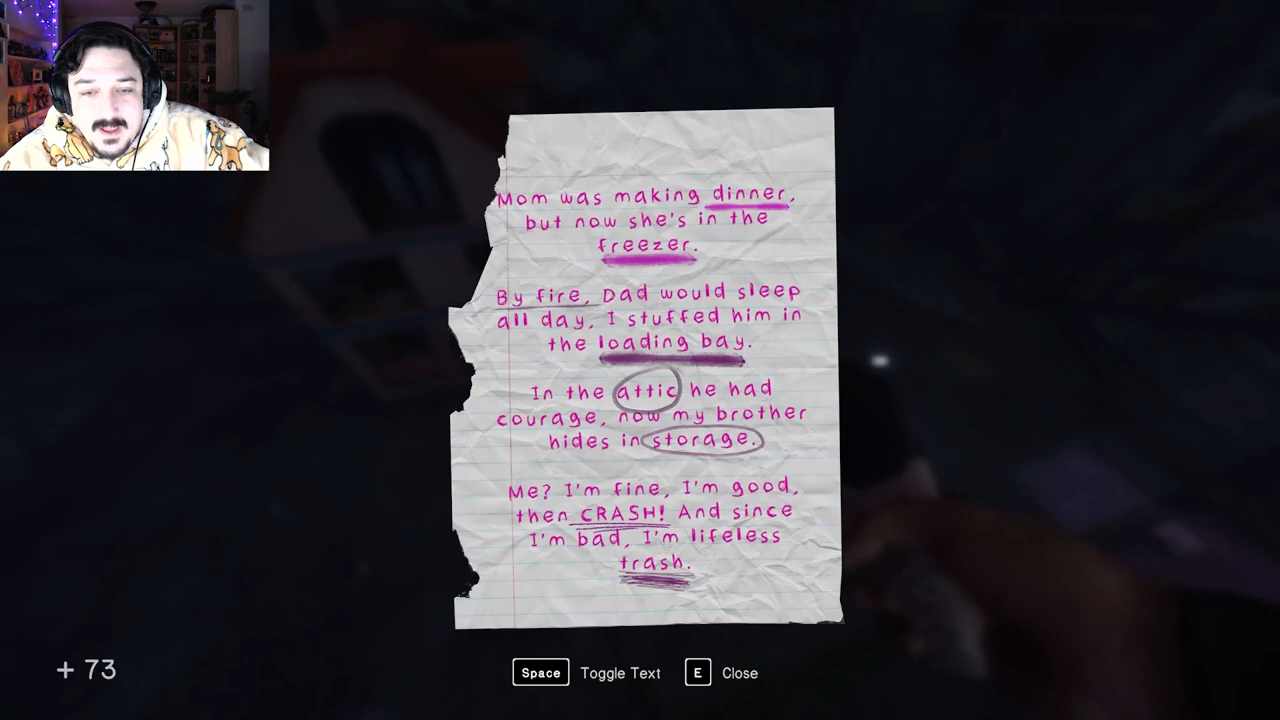 Mom was making dinner,
but now she's in the
freezer.
By fire, Dad would sleep
all day, I stuffed him in
the loading bay.
In the attic he had
courage, now my brother
hides in storage.
Me? I'm fine, I'm good,
then CRASH! And since
I'm bad, I'm lifeless
trash.
+ 73
Space Toggle Text E Close